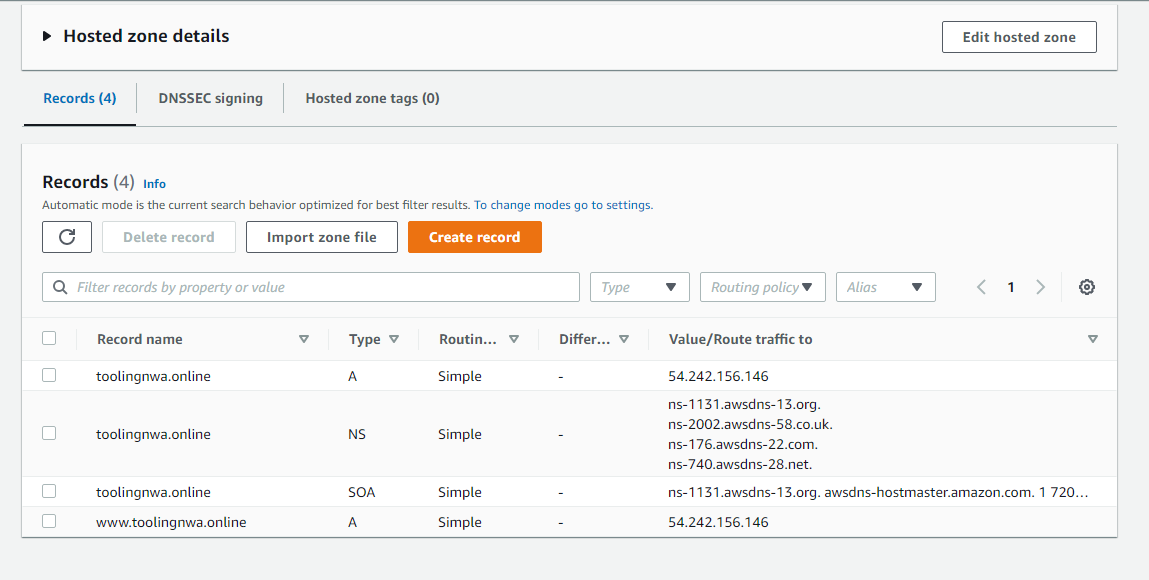 Hosted zone details
Edit hosted zone
Records (4)
DNSSEC signing
Hosted zone tags (0)
Records (4) Info
Automatic mode is the current search behavior optimized for best filter results. To change modes go to settings.
Delete record
Import zone file
Create record
Filter records by property or value
Type
Routing policy
Alias
1
Record name Type Routin... Differ... Value/Route traffic to
toolingnwa.online A Simple - 54.242.156.146
toolingnwa.online NS Simple - ns-1131.awsdns-13.org.
ns-2002.awsdns-58.co.uk.
ns-176.awsdns-22.com.
ns-740.awsdns-28.net.
toolingnwa.online SOA Simple - ns-1131.awsdns-13.org. awsdns-hostmaster.amazon.com. 1 720...
www.toolingnwa.online A Simple - 54.242.156.146